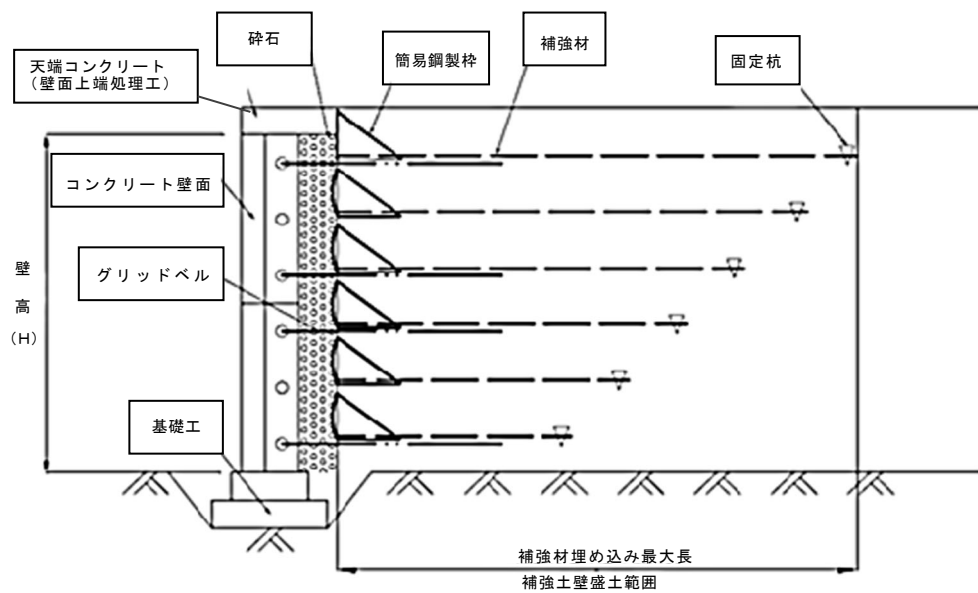 砕石
補強材
簡易鋼製枠
固定杭
天端コンクリート
(壁面上端処理工)
コンクリート壁面
グリッドベル
壁
高
(H)
基礎工
補強材埋め込み最大長
補強土壁盛土範囲